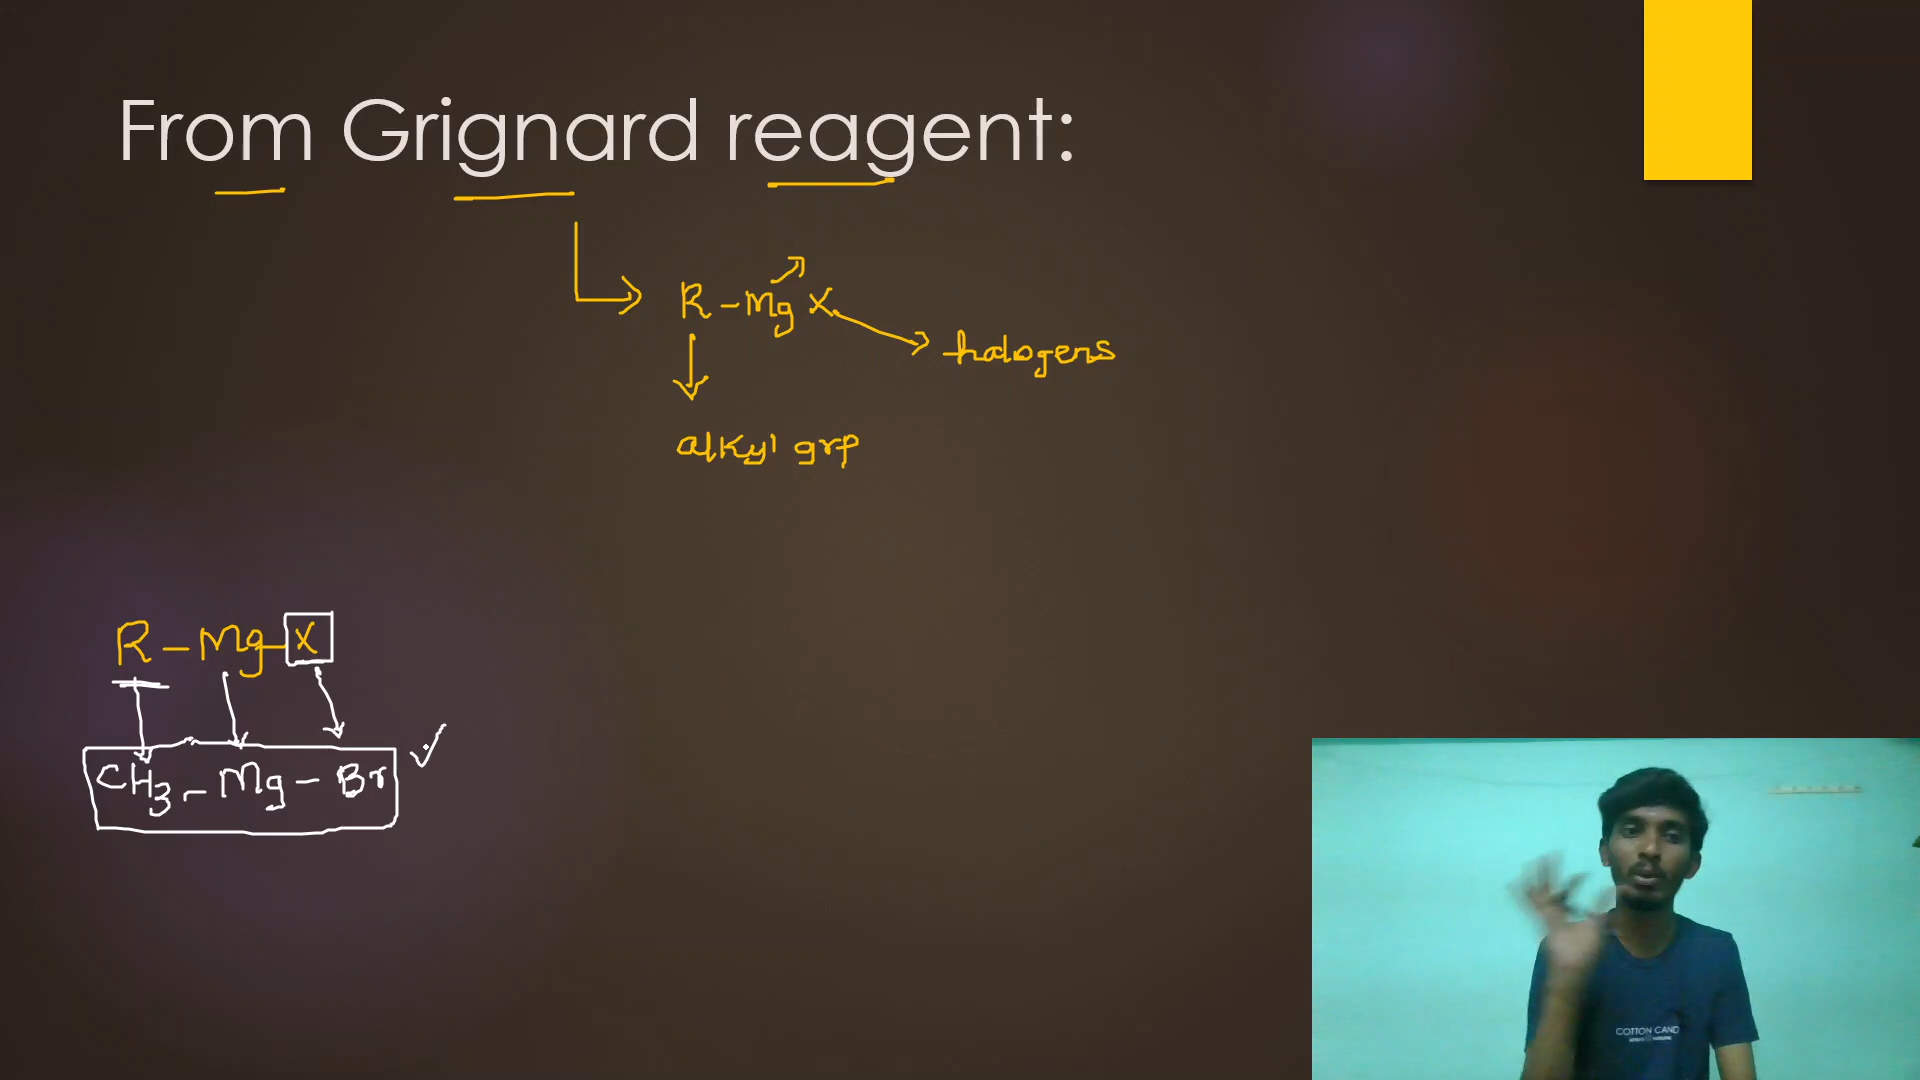 From Grignard reagent:
R - Mg X
halogens
alkyl grp
R - Mg - X
CH3 - Mg - Br
COTTON CAND